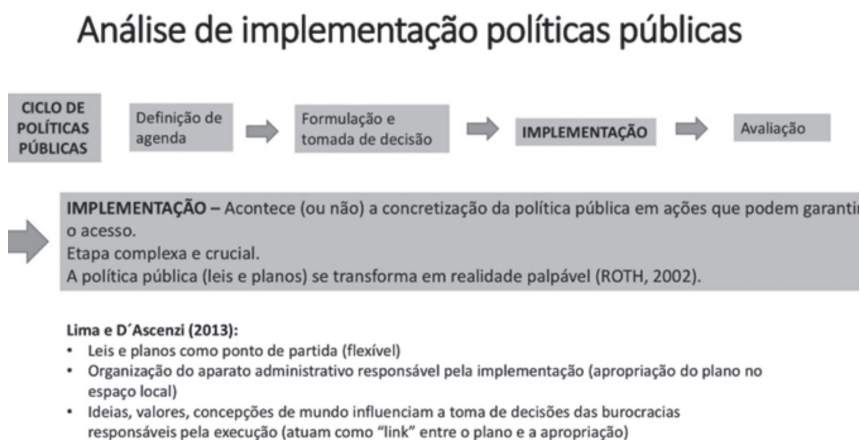 Análise de implementação políticas públicas
CICLO DE
POLÍTICAS
PÚBLICAS
Definição de
agenda
Formulação e
tomada de decisão
IMPLEMENTAÇÃO
Avaliação
IMPLEMENTAÇÃO – Acontece (ou não) a concretização da política pública em ações que podem garantir
o acesso.
Etapa complexa e crucial.
A política pública (leis e planos) se transforma em realidade palpável (ROTH, 2002).
Lima e D´Ascenzi (2013):
• Leis e planos como ponto de partida (flexível)
• Organização do aparato administrativo responsável pela implementação (apropriação do plano no
espaço local)
• Ideias, valores, concepções de mundo influenciam a toma de decisões das burocracias
responsáveis pela execução (atuam como “link” entre o plano e a apropriação)